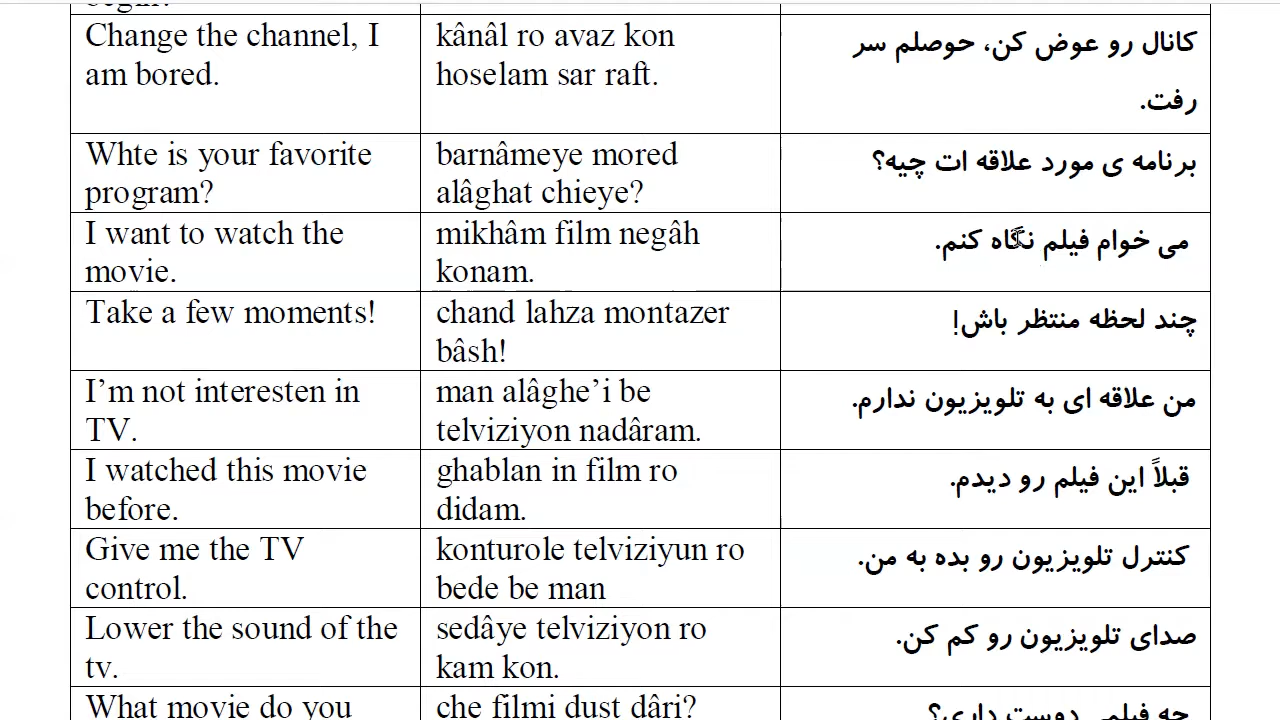 begin!
Change the channel, I
am bored.
kânâl ro avaz kon
hoselam sar raft.
کانال رو عوض کن، حوصلم سر
رفت.
Whte is your favorite
program?
barnâmeye mored
alâghat chieye?
برنامه ی مورد علاقه ات چیه؟
I want to watch the
movie.
mikhâm film negâh
konam.
می خوام فیلم نگاه کنم.
Take a few moments!
chand lahza montazer
bâsh!
چند لحظه منتظر باش!
I’m not interesten in
TV.
man alâghe’i be
telviziyon nadâram.
من علاقه ای به تلویزیون ندارم.
I watched this movie
before.
ghablan in film ro
didam.
قبلاً این فیلم رو دیدم.
Give me the TV
control.
konturole telviziyun ro
bede be man
کنترل تلویزیون رو بده به من.
Lower the sound of the
tv.
sedâye telviziyon ro
kam kon.
صدای تلویزیون رو کم کن.
What movie do you
che filmi dust dâri?
چه فیلمی دوست داری؟